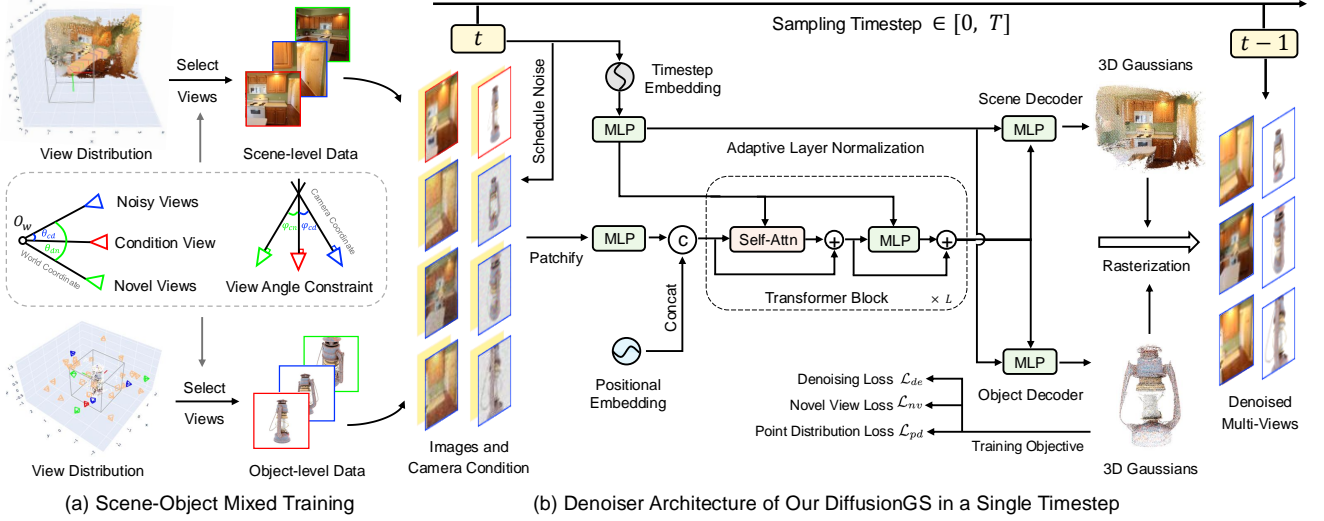 Sampling Timestep ∈ [0, T]
t
t − 1
Select
Views
View Distribution
Scene-level Data
Schedule Noise
Timestep
Embedding
MLP
Adaptive Layer Normalization
Scene Decoder
MLP
3D Gaussians
O_w
θ_cd
θ_dn
Noisy Views
Condition View
Novel Views
World Coordinate
φ_cn
φ_cd
Camera Coordinate
View Angle Constraint
Patchify
MLP
C
Concat
Self-Attn
+
MLP
+
Transformer Block
× L
Rasterization
Positional
Embedding
MLP
Object Decoder
Select
Views
View Distribution
Object-level Data
Images and
Camera Condition
Denoising Loss ℒ_de
Novel View Loss ℒ_nv
Point Distribution Loss ℒ_pd
Training Objective
3D Gaussians
Denoised
Multi-Views
(a) Scene-Object Mixed Training
(b) Denoiser Architecture of Our DiffusionGS in a Single Timestep